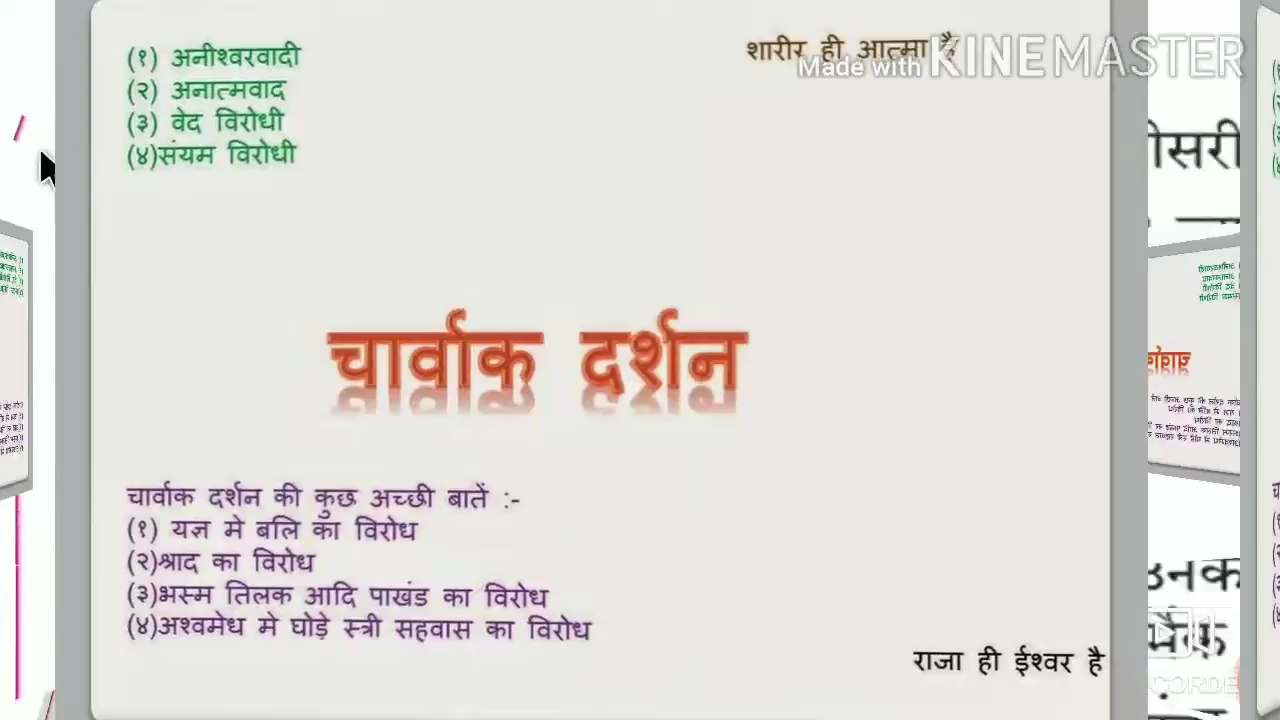 (१) अनीश्वरवादी
(२) अनात्मवाद
(३) वेद विरोधी
(४)संयम विरोधी
शारीर ही आत्मा है
Made with KINEMASTER
चार्वाक दर्शन
चार्वाक दर्शन की कुछ अच्छी बातें :-
(१) यज्ञ मे बलि का विरोध
(२)श्राद का विरोध
(३)भस्म तिलक आदि पाखंड का विरोध
(४)अश्वमेध मे घोड़े स्त्री सहवास का विरोध
राजा ही ईश्वर है